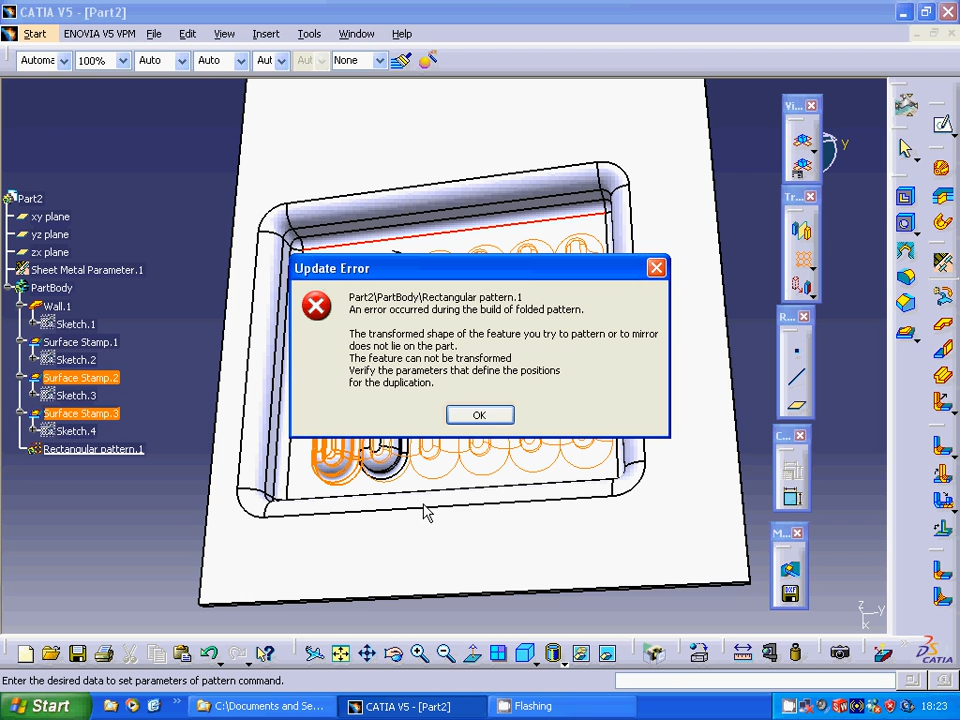 CATIA V5 - [Part2]
Start ENOVIA V5 VPM File Edit View Insert Tools Window Help
Automa 100% Auto Auto Aut Aut None
Vi...
y
Part2
xy plane
yz plane
zx plane
Sheet Metal Parameter.1
PartBody
Wall.1
Sketch.1
Surface Stamp.1
Sketch.2
Surface Stamp.2
Sketch.3
Surface Stamp.3
Sketch.4
Rectangular pattern.1
Update Error
Part2\PartBody\Rectangular pattern.1
An error occurred during the build of folded pattern.
The transformed shape of the feature you try to pattern or to mirror
does not lie on the part.
The feature can not be transformed
Verify the parameters that define the positions
for the duplication.
OK
Tr...
R...
C...
M...
DXF
z
y
x
DS
CATIA
Enter the desired data to set parameters of pattern command.
Start C:\Documents and Se... CATIA V5 - [Part2] Flashing 18:23